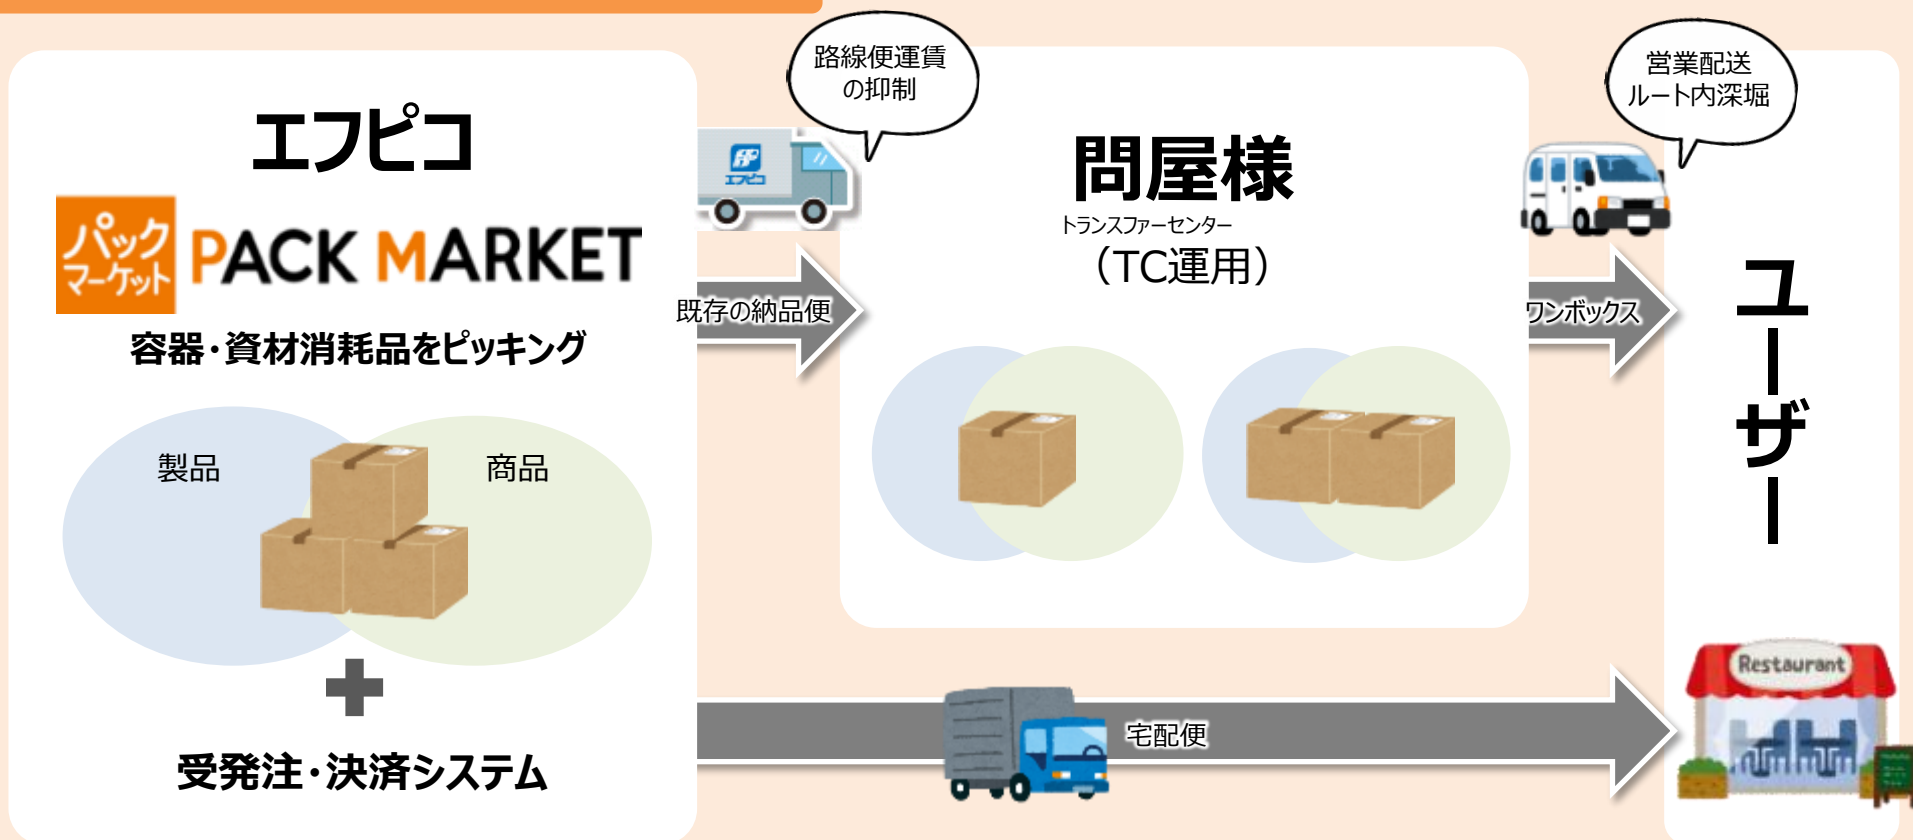 エフピコ
パック
マーケット
PACK MARKET
容器・資材消耗品をピッキング
製品
商品
受発注・決済システム
路線便運賃
の抑制
エフピコ
既存の納品便
問屋様
トランスファーセンター
（TC運用）
営業配送
ルート内深堀
ワンボックス
宅配便
ユーザー
Restaurant